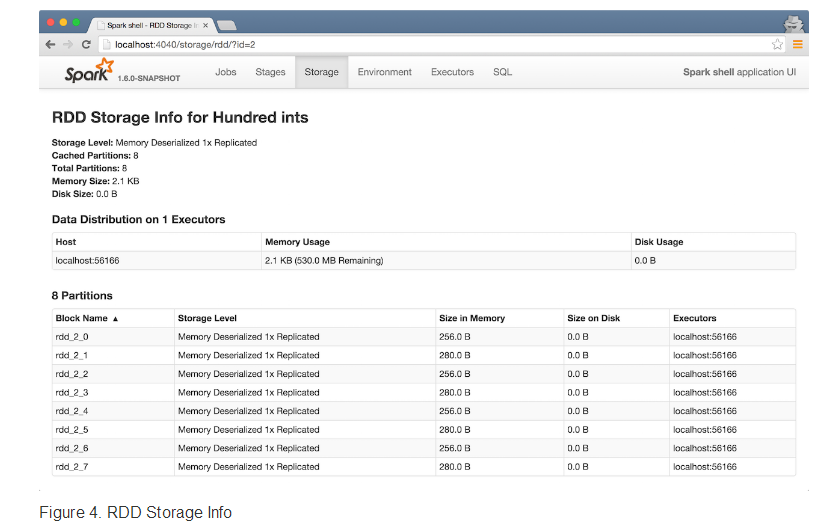 Spark shell - RDD Storage In
localhost:4040/storage/rdd/?id=2
Spark 1.6.0-SNAPSHOT Jobs Stages Storage Environment Executors SQL Spark shell application UI
RDD Storage Info for Hundred ints
Storage Level: Memory Deserialized 1x Replicated
Cached Partitions: 8
Total Partitions: 8
Memory Size: 2.1 KB
Disk Size: 0.0 B
Data Distribution on 1 Executors
Host Memory Usage Disk Usage
localhost:56166 2.1 KB (530.0 MB Remaining) 0.0 B
8 Partitions
Block Name ▲ Storage Level Size in Memory Size on Disk Executors
rdd_2_0 Memory Deserialized 1x Replicated 256.0 B 0.0 B localhost:56166
rdd_2_1 Memory Deserialized 1x Replicated 280.0 B 0.0 B localhost:56166
rdd_2_2 Memory Deserialized 1x Replicated 256.0 B 0.0 B localhost:56166
rdd_2_3 Memory Deserialized 1x Replicated 280.0 B 0.0 B localhost:56166
rdd_2_4 Memory Deserialized 1x Replicated 256.0 B 0.0 B localhost:56166
rdd_2_5 Memory Deserialized 1x Replicated 280.0 B 0.0 B localhost:56166
rdd_2_6 Memory Deserialized 1x Replicated 256.0 B 0.0 B localhost:56166
rdd_2_7 Memory Deserialized 1x Replicated 280.0 B 0.0 B localhost:56166
Figure 4. RDD Storage Info